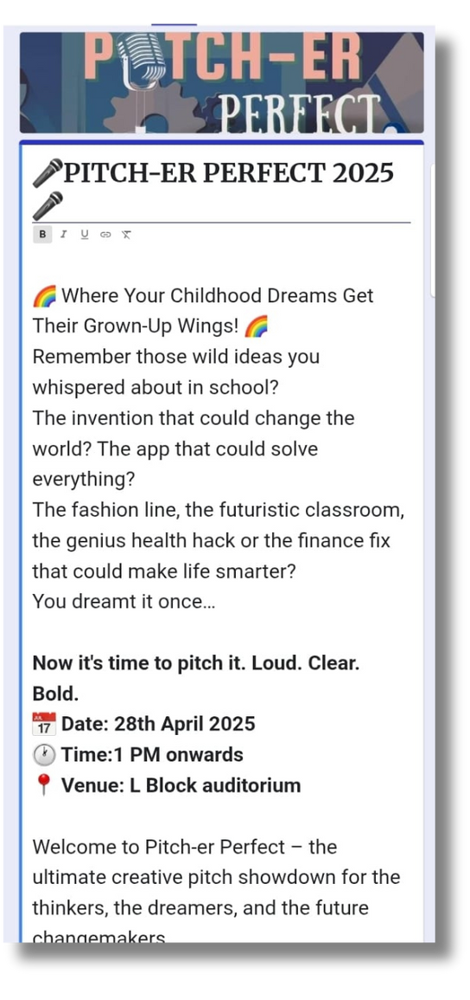 P TCH-ER
PERFECT.
🎤PITCH-ER PERFECT 2025
🎤
B I U
🌈 Where Your Childhood Dreams Get
Their Grown-Up Wings! 🌈
Remember those wild ideas you
whispered about in school?
The invention that could change the
world? The app that could solve
everything?
The fashion line, the futuristic classroom,
the genius health hack or the finance fix
that could make life smarter?
You dreamt it once…
Now it's time to pitch it. Loud. Clear.
Bold.
📅 Date: 28th April 2025
🕐 Time:1 PM onwards
📍 Venue: L Block auditorium
Welcome to Pitch-er Perfect – the
ultimate creative pitch showdown for the
thinkers, the dreamers, and the future
changemakers